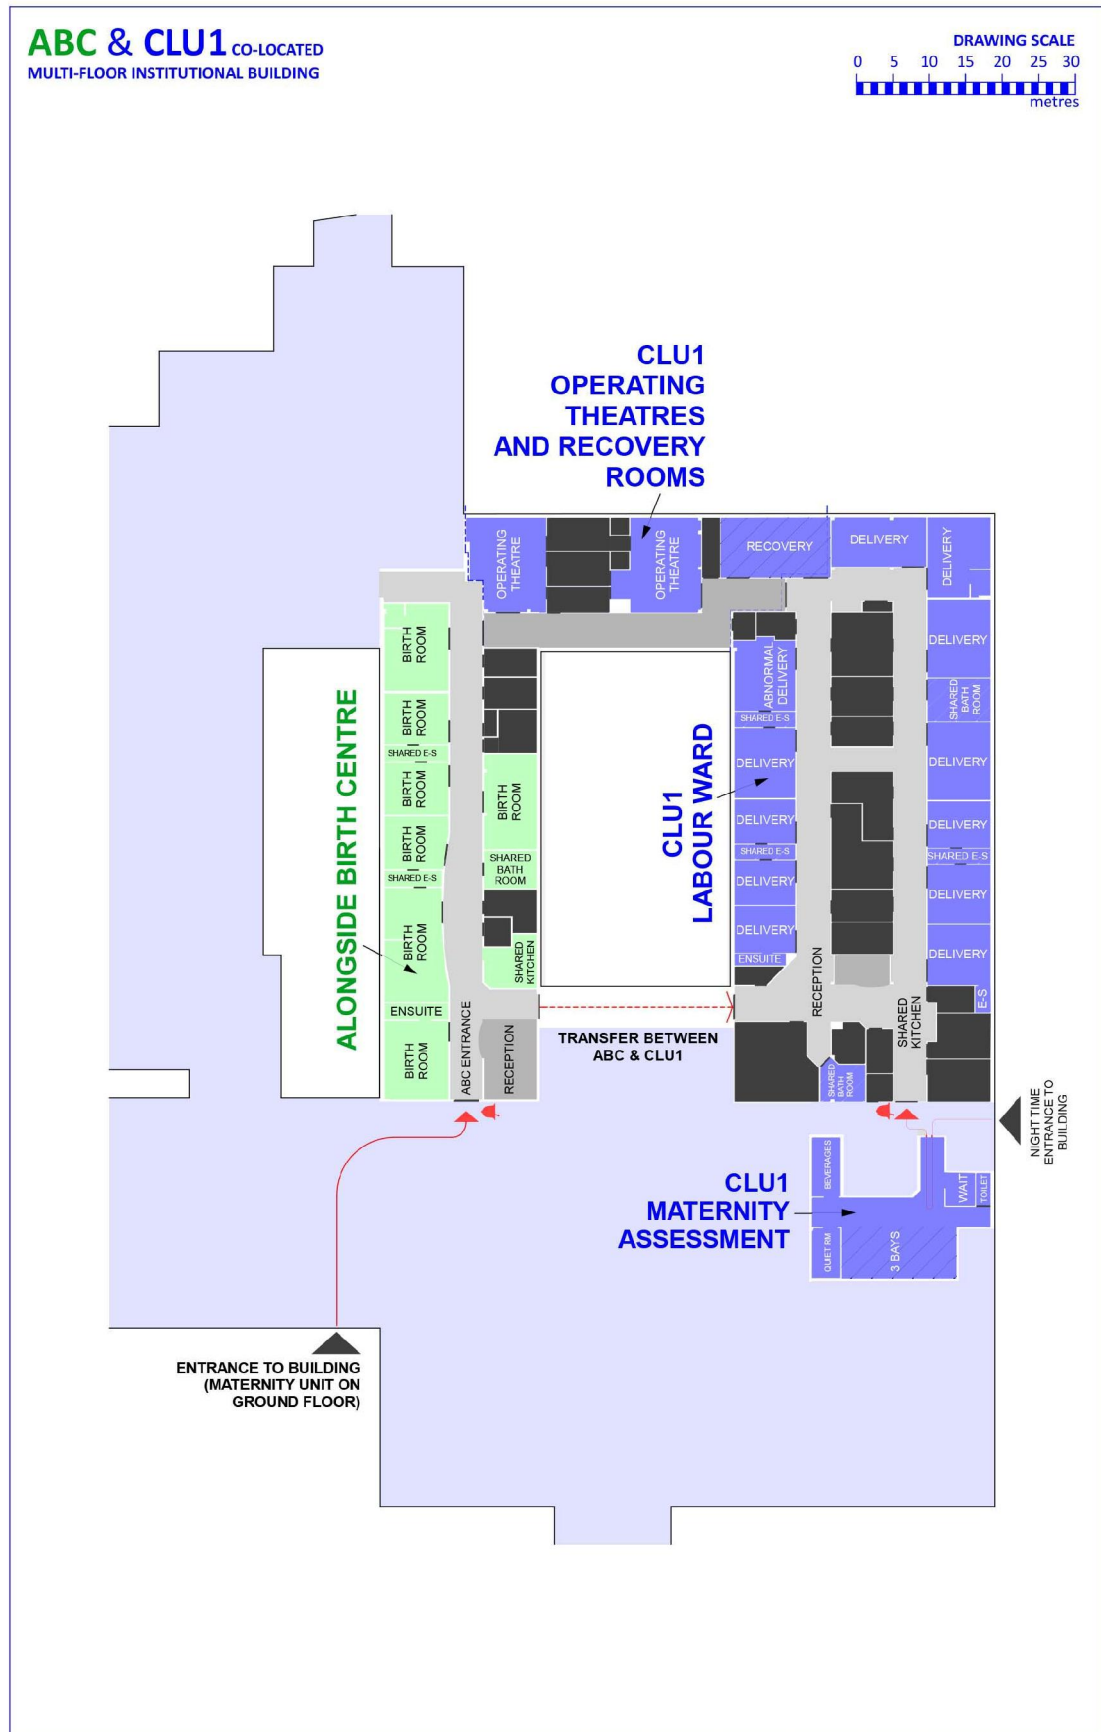 ABC & CLU1 CO-LOCATED
MULTI-FLOOR INSTITUTIONAL BUILDING
DRAWING SCALE
0 5 10 15 20 25 30
metres
CLU1
OPERATING
THEATRES
AND RECOVERY
ROOMS
OPERATING
THEATRE
OPERATING
THEATRE
RECOVERY
DELIVERY
DELIVERY
ALONGSIDE BIRTH CENTRE
BIRTH
ROOM
BIRTH
ROOM
SHARED E-S
BIRTH
ROOM
BIRTH
ROOM
SHARED E-S
BIRTH
ROOM
ENSUITE
BIRTH
ROOM
ABC ENTRANCE
BIRTH
ROOM
SHARED
BATH
ROOM
SHARED
KITCHEN
RECEPTION
TRANSFER BETWEEN
ABC & CLU1
CLU1
LABOUR WARD
ABNORMAL
DELIVERY
SHARED E-S
DELIVERY
DELIVERY
SHARED E-S
DELIVERY
DELIVERY
ENSUITE
RECEPTION
SHARED
BATH
ROOM
SHARED
KITCHEN
DELIVERY
SHARED
BATH
ROOM
DELIVERY
DELIVERY
SHARED E-S
DELIVERY
DELIVERY
E-S
NIGHT TIME
ENTRANCE TO
BUILDING
CLU1
MATERNITY
ASSESSMENT
BEVERAGES
QUIET RM
3 BAYS
WAIT
TOILET
ENTRANCE TO BUILDING
(MATERNITY UNIT ON
GROUND FLOOR)